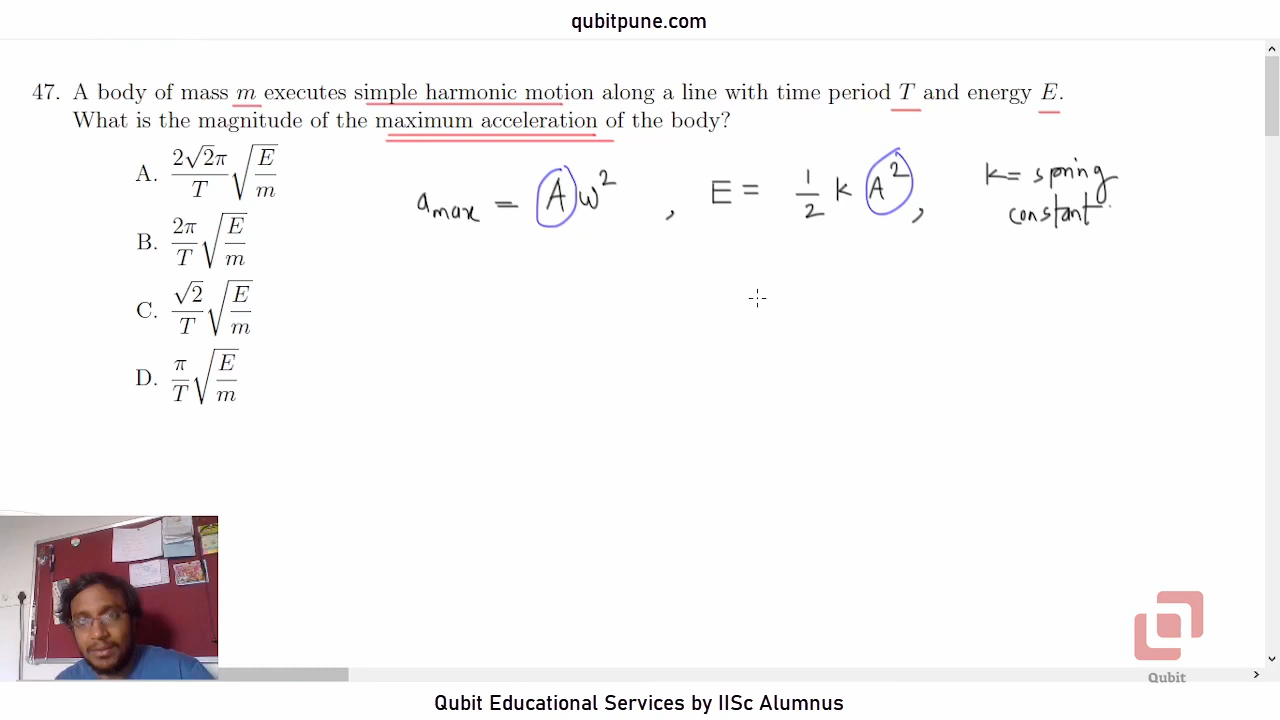 qubitpune.com
47. A body of mass m executes simple harmonic motion along a line with time period T and energy E.
What is the magnitude of the maximum acceleration of the body?
A. 2√2π/T √(E/m)
B. 2π/T √(E/m)
C. √2/T √(E/m)
D. π/T √(E/m)
a_max = Aω² , E = 1/2 k A² , k = spring
constant.
Qubit
Qubit Educational Services by IISc Alumnus